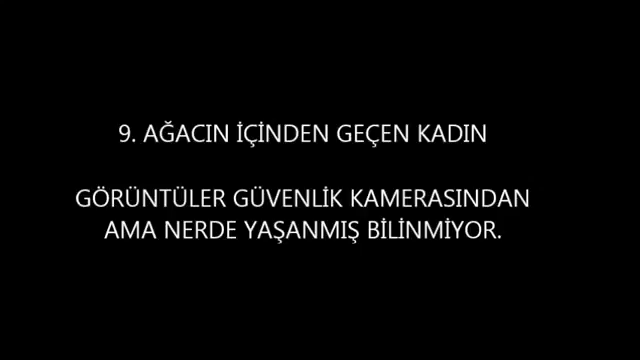 9. AĞACIN İÇİNDEN GEÇEN KADIN
GÖRÜNTÜLER GÜVENLİK KAMERASINDAN
AMA NERDE YAŞANMIŞ BİLİNMİYOR.